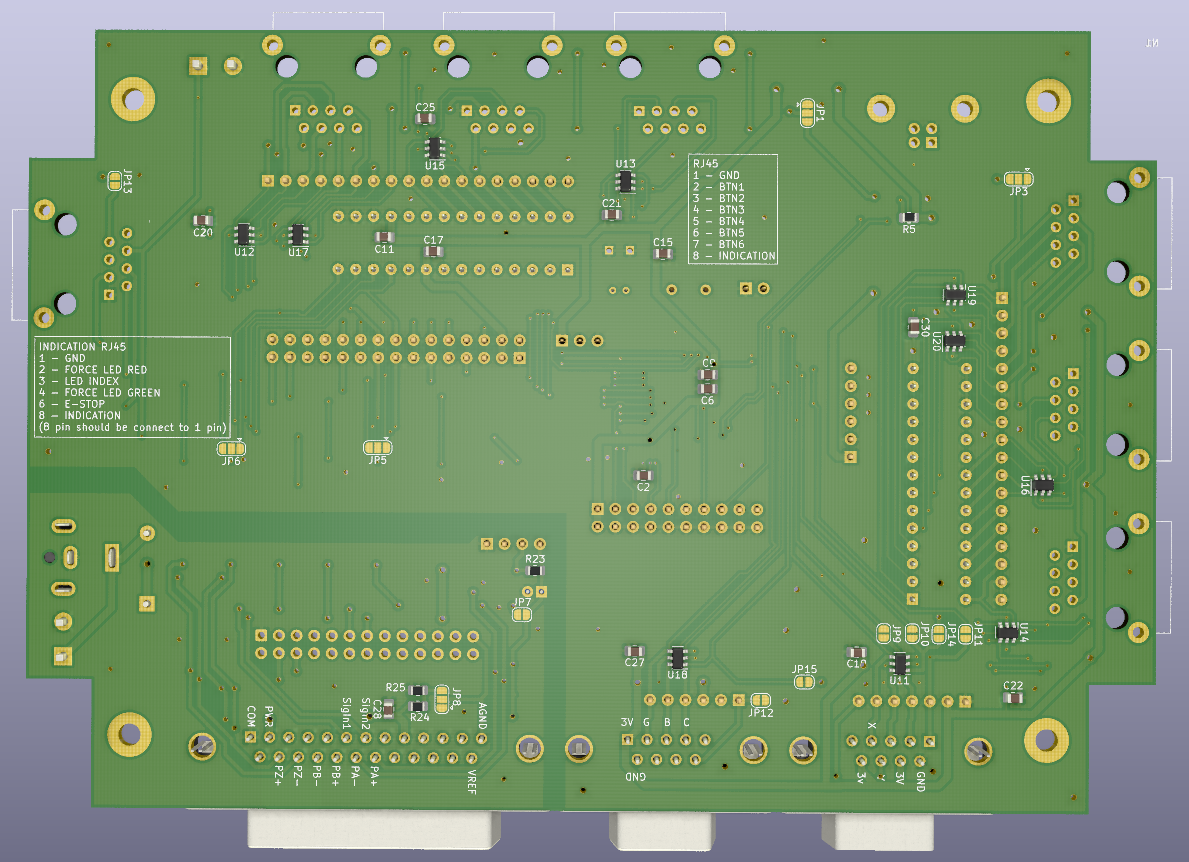 JP1
C25
U15
U13
RJ45
1 – GND
2 – BTN1
3 – BTN2
4 – BTN3
5 – BTN4
6 – BTN5
7 – BTN6
8 – INDICATION
JP13
JP3
C20
U12
U17
C11
C17
C21
C15
R5
U19
C30
U20
INDICATION RJ45
1 – GND
2 – FORCE LED RED
3 – LED INDEX
4 – FORCE LED GREEN
6 – E-STOP
8 – INDICATION
(8 pin should be connect to 1 pin)
JP6
JP5
C6
C2
U16
R23
JP7
JP9
JP10
JP14
JP11
U14
C27
U18
U11
JP15
C22
JP12
R25
R24
C28
JP8
COM
PWR
SigIn1
SigIn2
AGND
PZ+
PZ-
PB-
PB+
PA-
PA+
VREF
3V
G
B
C
GND
X
3v
3V
GND